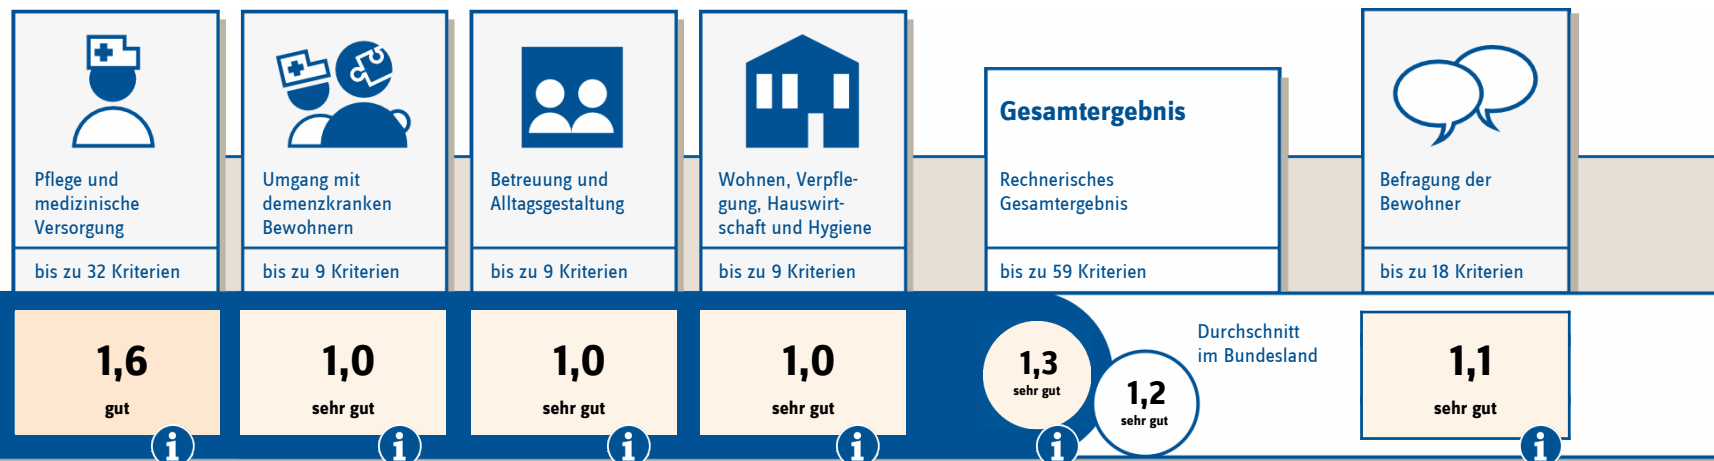 Pflege und
medizinische
Versorgung
bis zu 32 Kriterien
1,6
gut
Umgang mit
demenzkranken
Bewohnern
bis zu 9 Kriterien
1,0
sehr gut
Betreuung und
Alltagsgestaltung
bis zu 9 Kriterien
1,0
sehr gut
Wohnen, Verpfle-
gung, Hauswirt-
schaft und Hygiene
bis zu 9 Kriterien
1,0
sehr gut
Gesamtergebnis
Rechnerisches
Gesamtergebnis
bis zu 59 Kriterien
1,3
sehr gut
Durchschnitt
im Bundesland
1,2
sehr gut
Befragung der
Bewohner
bis zu 18 Kriterien
1,1
sehr gut